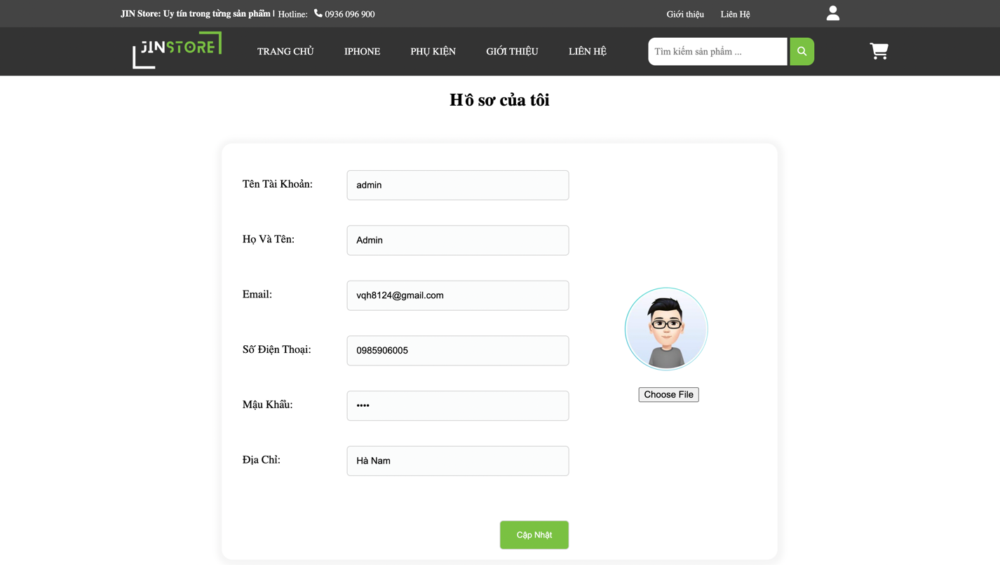 JIN Store: Uy tín trong từng sản phẩm | Hotline: 0936 096 900 Giới thiệu Liên Hệ
JINSTORE TRANG CHỦ IPHONE PHỤ KIỆN GIỚI THIỆU LIÊN HỆ Tìm kiếm sản phẩm ...
Hồ sơ của tôi
Tên Tài Khoản: admin
Họ Và Tên: Admin
Email: vqh8124@gmail.com
Số Điện Thoại: 0985906005
Choose File
Mậu Khẩu: ••••
Địa Chỉ: Hà Nam
Cập Nhật